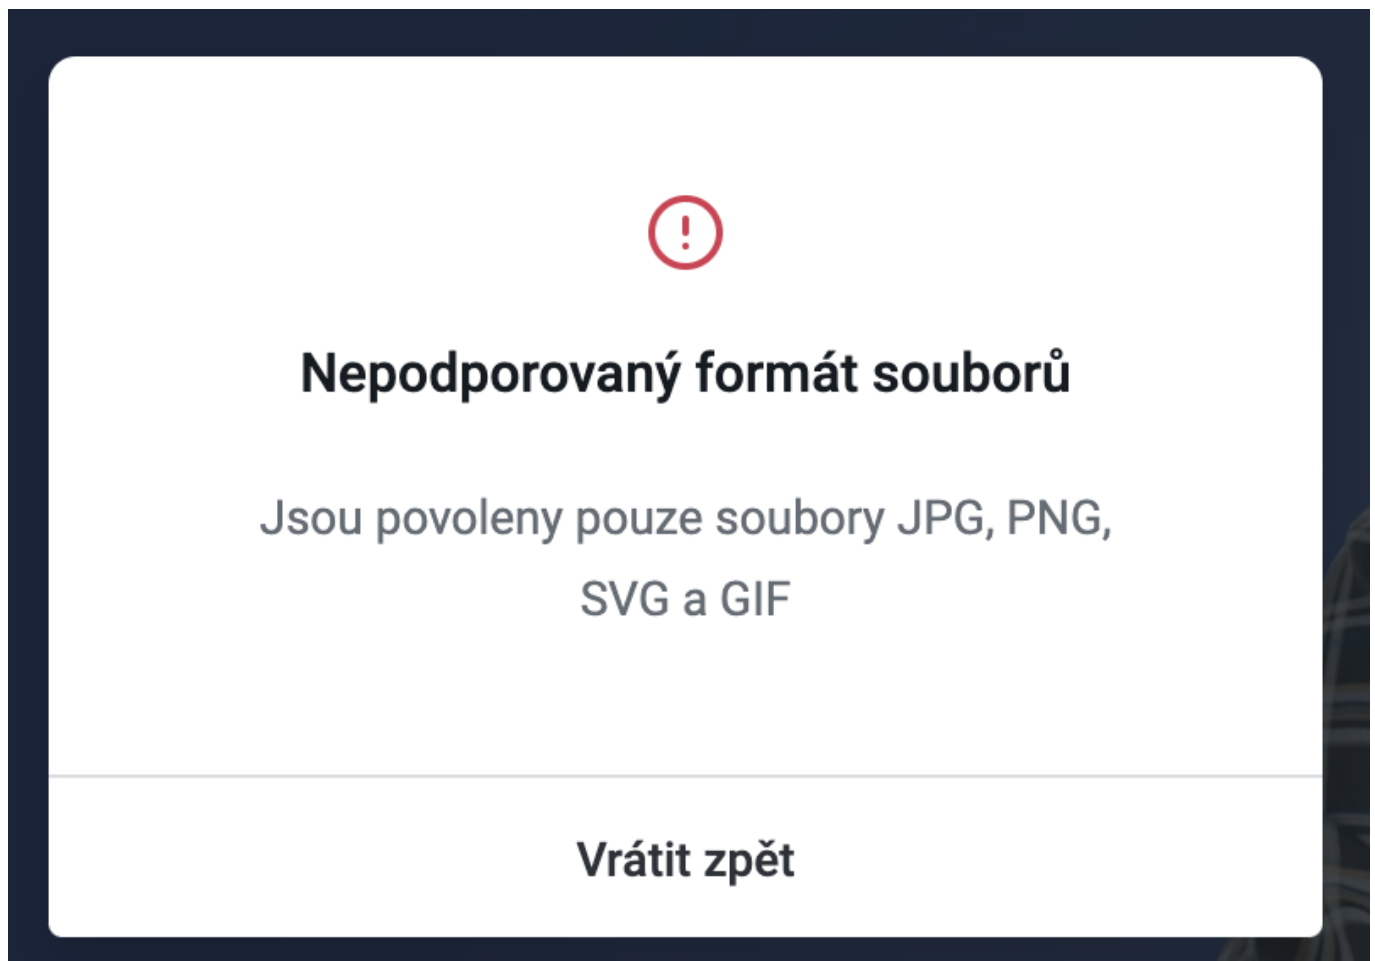 Nepodporovaný formát souborů
Jsou povoleny pouze soubory JPG, PNG,
SVG a GIF
Vrátit zpět